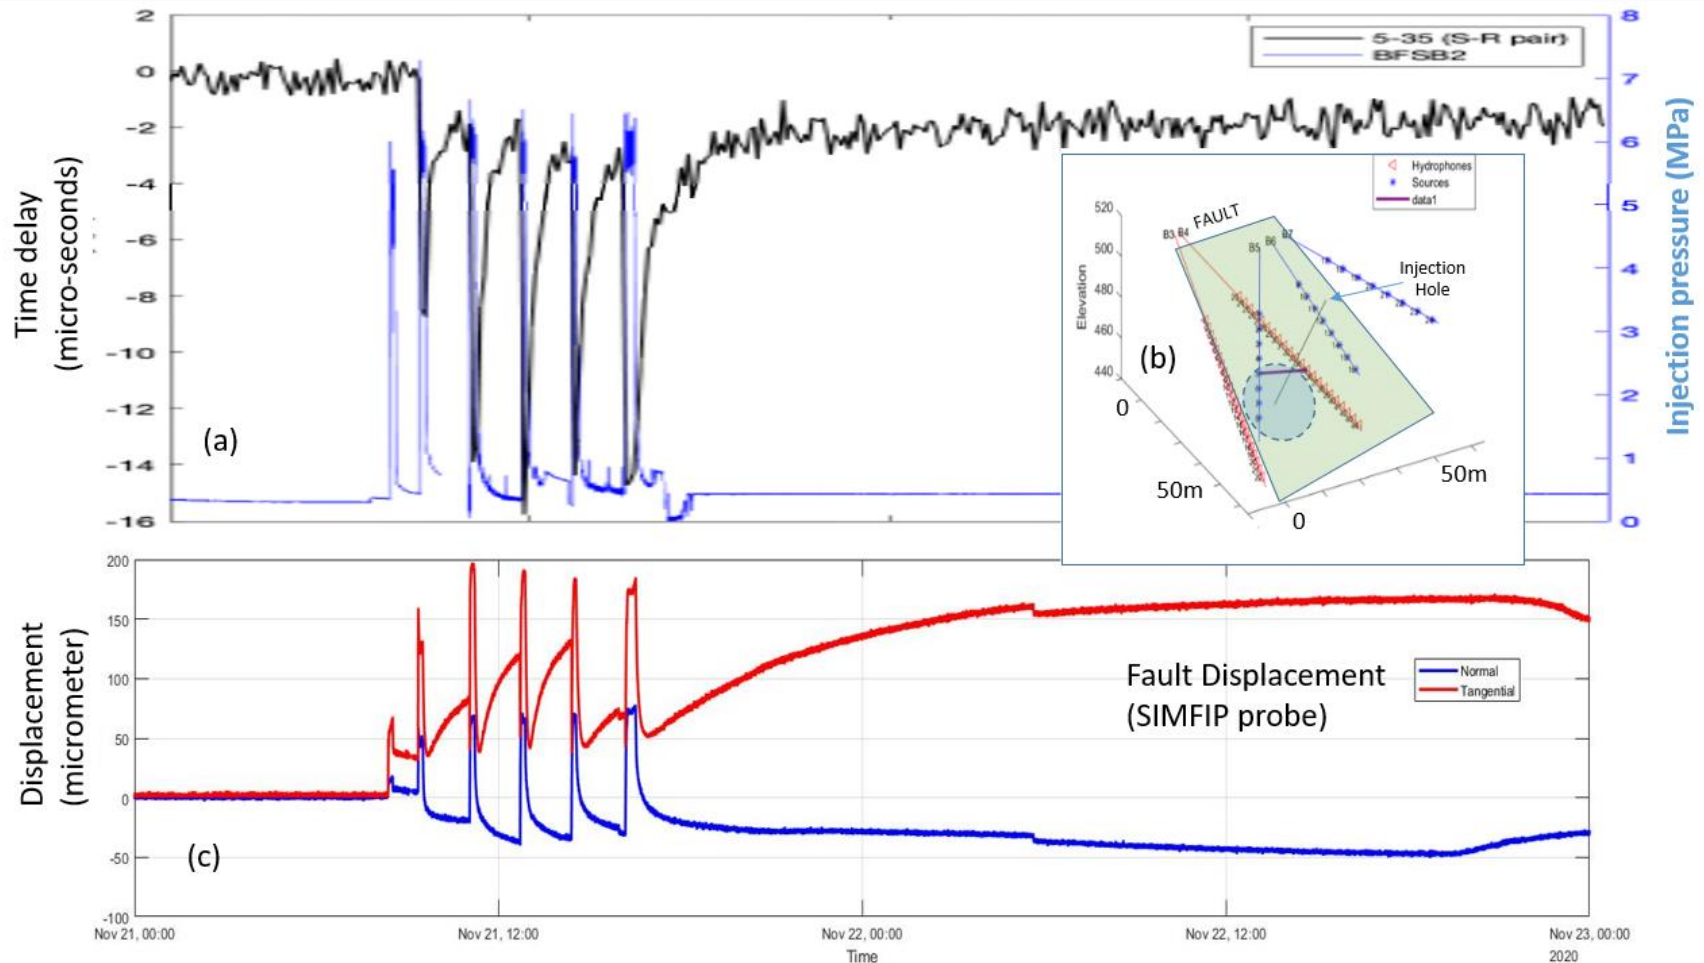 2
0
-2
-4
-6
-8
-10
-12
-14
-16
Time delay
(micro-seconds)
(a)
5-35 (S-R pair)
BFSB2
8
7
6
5
4
3
2
1
0
Injection pressure (MPa)
Hydrophones
Sources
data1
FAULT
B3
B4
B5
B6
B7
Injection
Hole
(b)
Elevation
520
500
480
460
440
0
50m
0
50m
200
150
100
50
0
-50
-100
Displacement
(micrometer)
(c)
Fault Displacement
(SIMFIP probe)
Normal
Tangential
Nov 21, 00:00
Nov 21, 12:00
Nov 22, 00:00
Nov 22, 12:00
Nov 23, 00:00
Time
2020